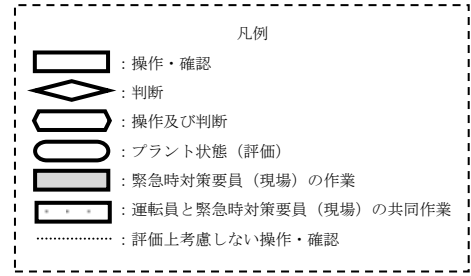 凡例
：操作・確認
：判断
：操作及び判断
：プラント状態（評価）
：緊急時対策要員（現場）の作業
：運転員と緊急時対策要員（現場）の共同作業
：評価上考慮しない操作・確認